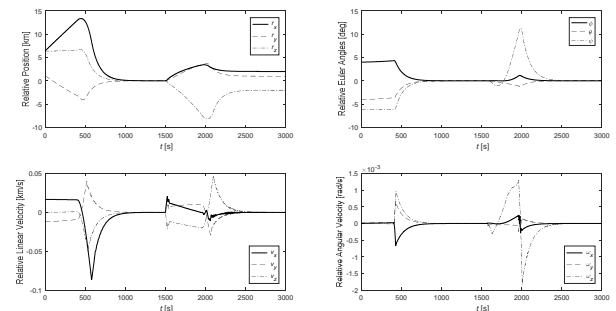 15
10
5
0
-5
-10
Relative Position [km]
r_x
r_y
r_z
0 500 1000 1500 2000 2500 3000
t [s]
15
10
5
0
-5
-10
Relative Euler Angles [deg]
ϕ
θ
ψ
0 500 1000 1500 2000 2500 3000
t [s]
0.05
0
-0.05
-0.1
Relative Linear Velocity [km/s]
v_x
v_y
v_z
0 500 1000 1500 2000 2500 3000
t [s]
×10⁻³
1.5
1
0.5
0
-0.5
-1
-1.5
-2
Relative Angular Velocity [rad/s]
ω_x
ω_y
ω_z
0 500 1000 1500 2000 2500 3000
t [s]